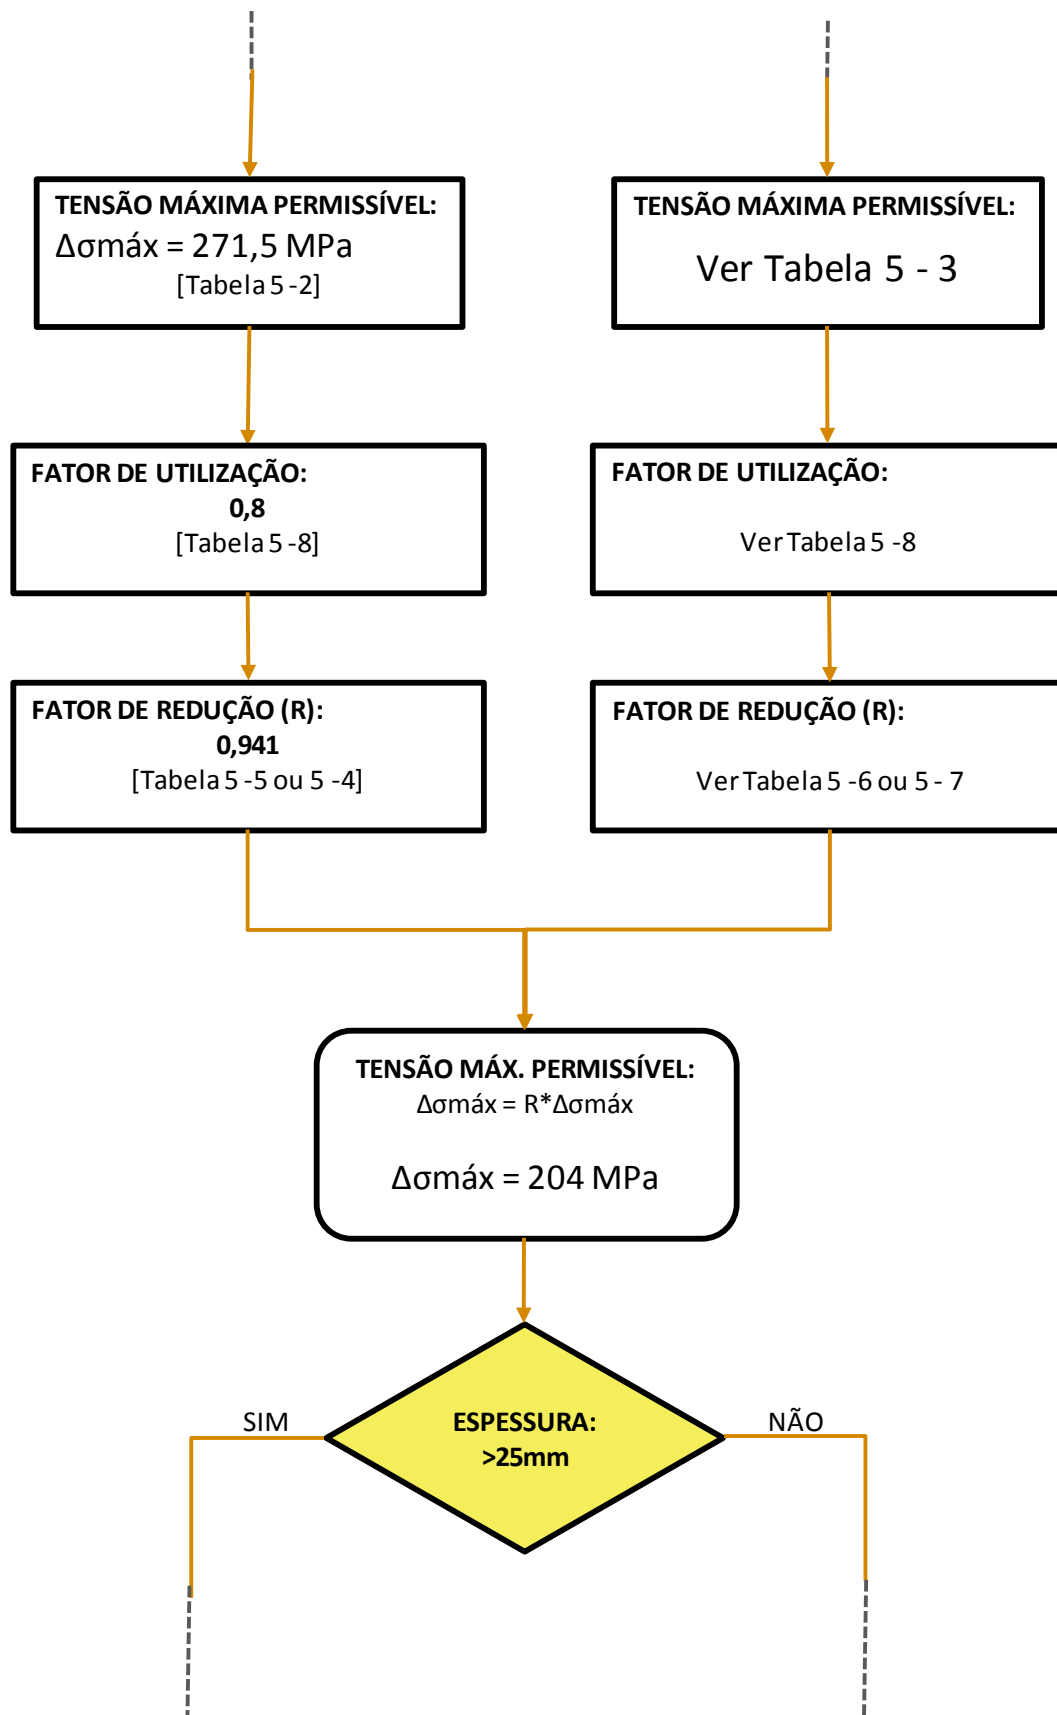 TENSÃO MÁXIMA PERMISSÍVEL:
Δσmáx = 271,5 MPa
[Tabela 5 -2]
TENSÃO MÁXIMA PERMISSÍVEL:
Ver Tabela 5 - 3
FATOR DE UTILIZAÇÃO:
0,8
[Tabela 5 -8]
FATOR DE UTILIZAÇÃO:
Ver Tabela 5 -8
FATOR DE REDUÇÃO (R):
0,941
[Tabela 5 -5 ou 5 -4]
FATOR DE REDUÇÃO (R):
Ver Tabela 5 -6 ou 5 - 7
TENSÃO MÁX. PERMISSÍVEL:
Δσmáx = R*Δσmáx
Δσmáx = 204 MPa
SIM
ESPESSURA:
>25mm
NÃO